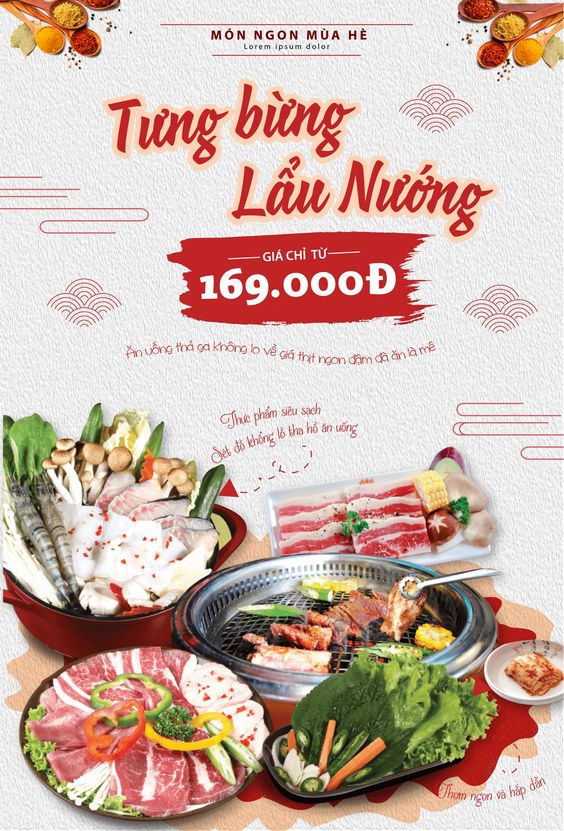 MÓN NGON MÙA HÈ
Lorem ipsum dolor
Tưng bừng
Lẩu Nướng
GIÁ CHỈ TỪ
169.000Đ
Ăn uống thả ga không lo về giá thịt ngon đậm đà ăn là mê
Thực phẩm siêu sạch
Sét đồ khổng lồ tha hồ ăn uống
Thơm ngon và hấp dẫn